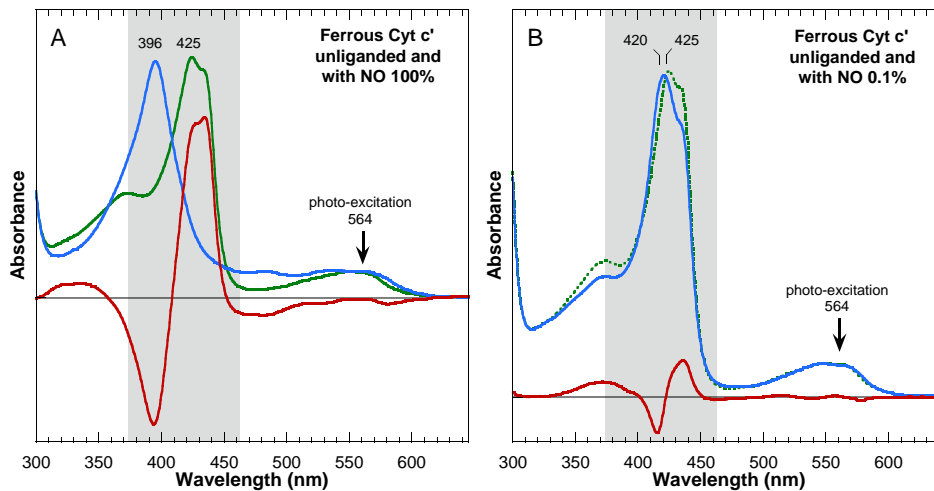 A
396 425
Ferrous Cyt c'
unliganded and
with NO 100%
photo-excitation
564
Absorbance
300 350 400 450 500 550 600
Wavelength (nm)
B
420 425
Ferrous Cyt c'
unliganded and
with NO 0.1%
photo-excitation
564
Absorbance
300 350 400 450 500 550 600
Wavelength (nm)